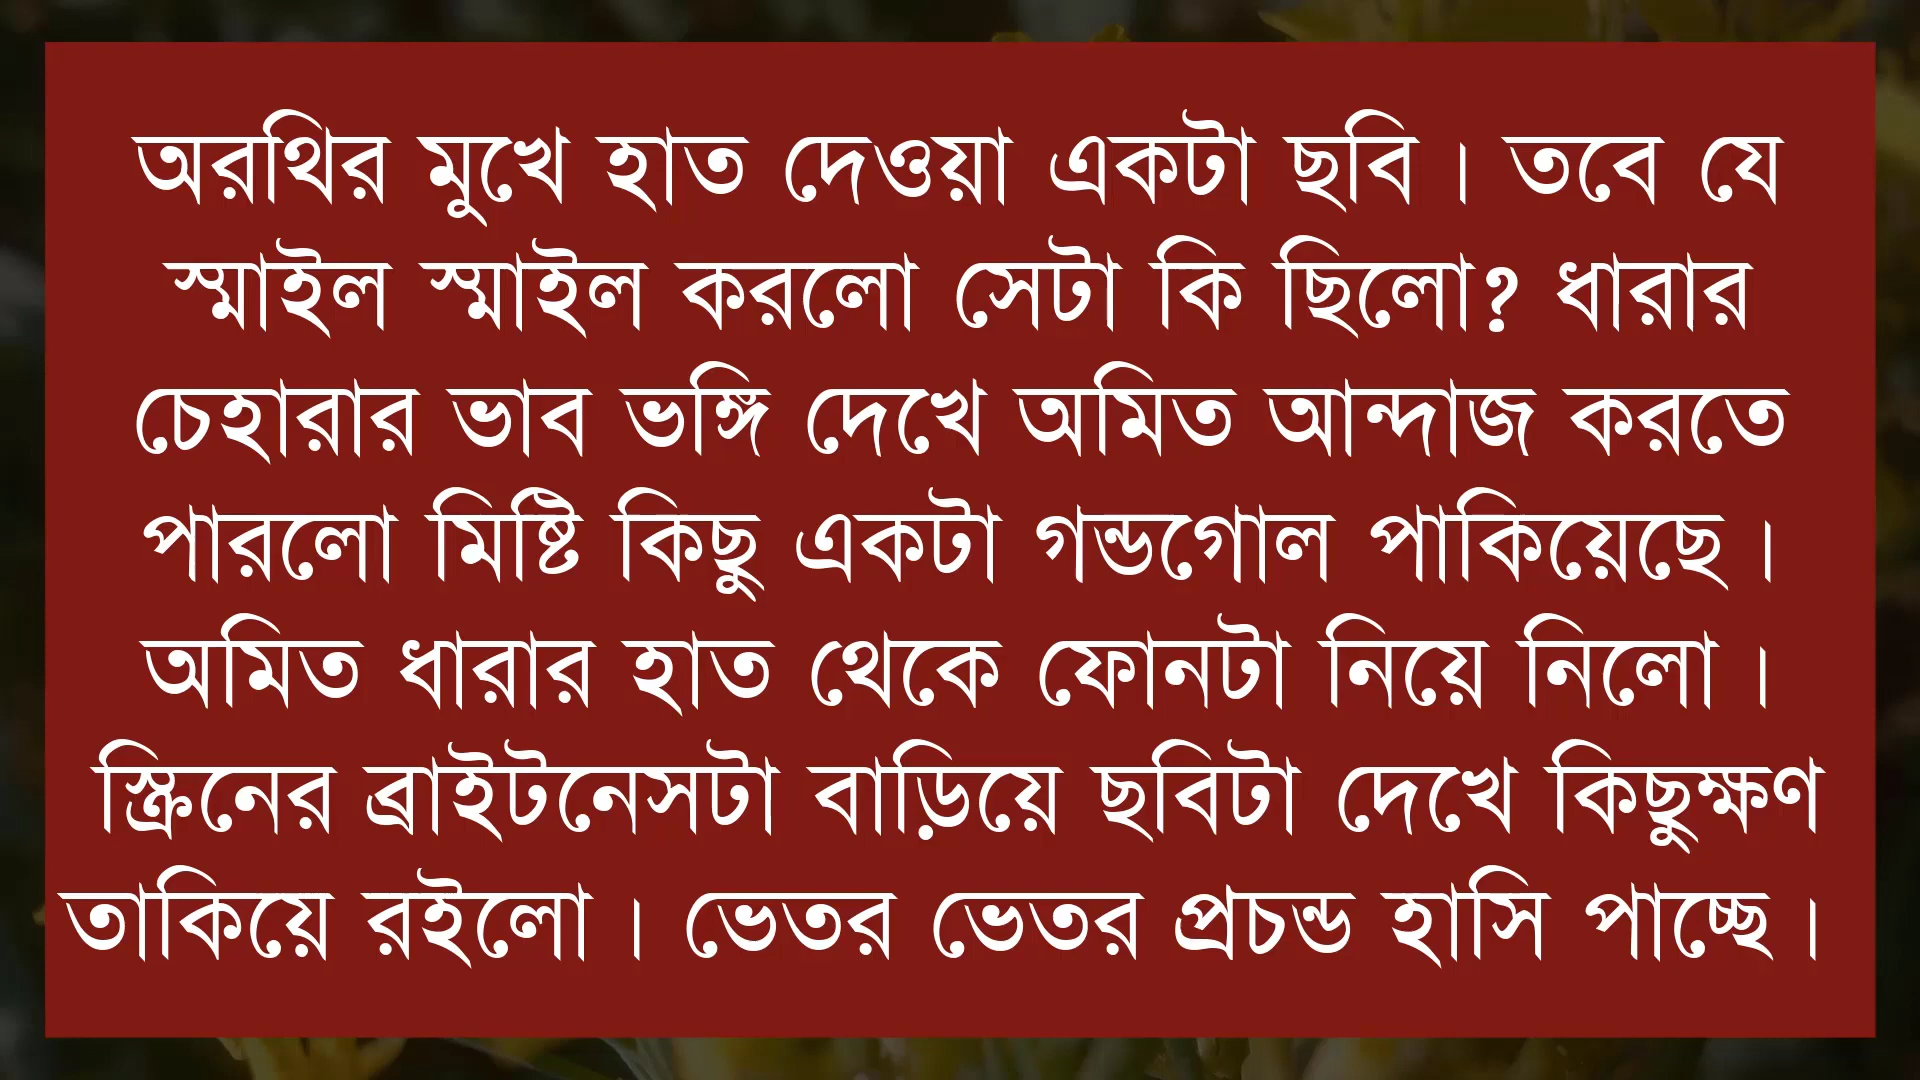 অরথির মুখে হাত দেওয়া একটা ছবি। তবে যে
স্মাইল স্মাইল করলো সেটা কি ছিলো? ধারার
চেহারার ভাব ভঙ্গি দেখে অমিত আন্দাজ করতে
পারলো মিষ্টি কিছু একটা গন্ডগোল পাকিয়েছে।
অমিত ধারার হাত থেকে ফোনটা নিয়ে নিলো।
স্ক্রিনের ব্রাইটনেসটা বাড়িয়ে ছবিটা দেখে কিছুক্ষণ
তাকিয়ে রইলো। ভেতর ভেতর প্রচন্ড হাসি পাচ্ছে।